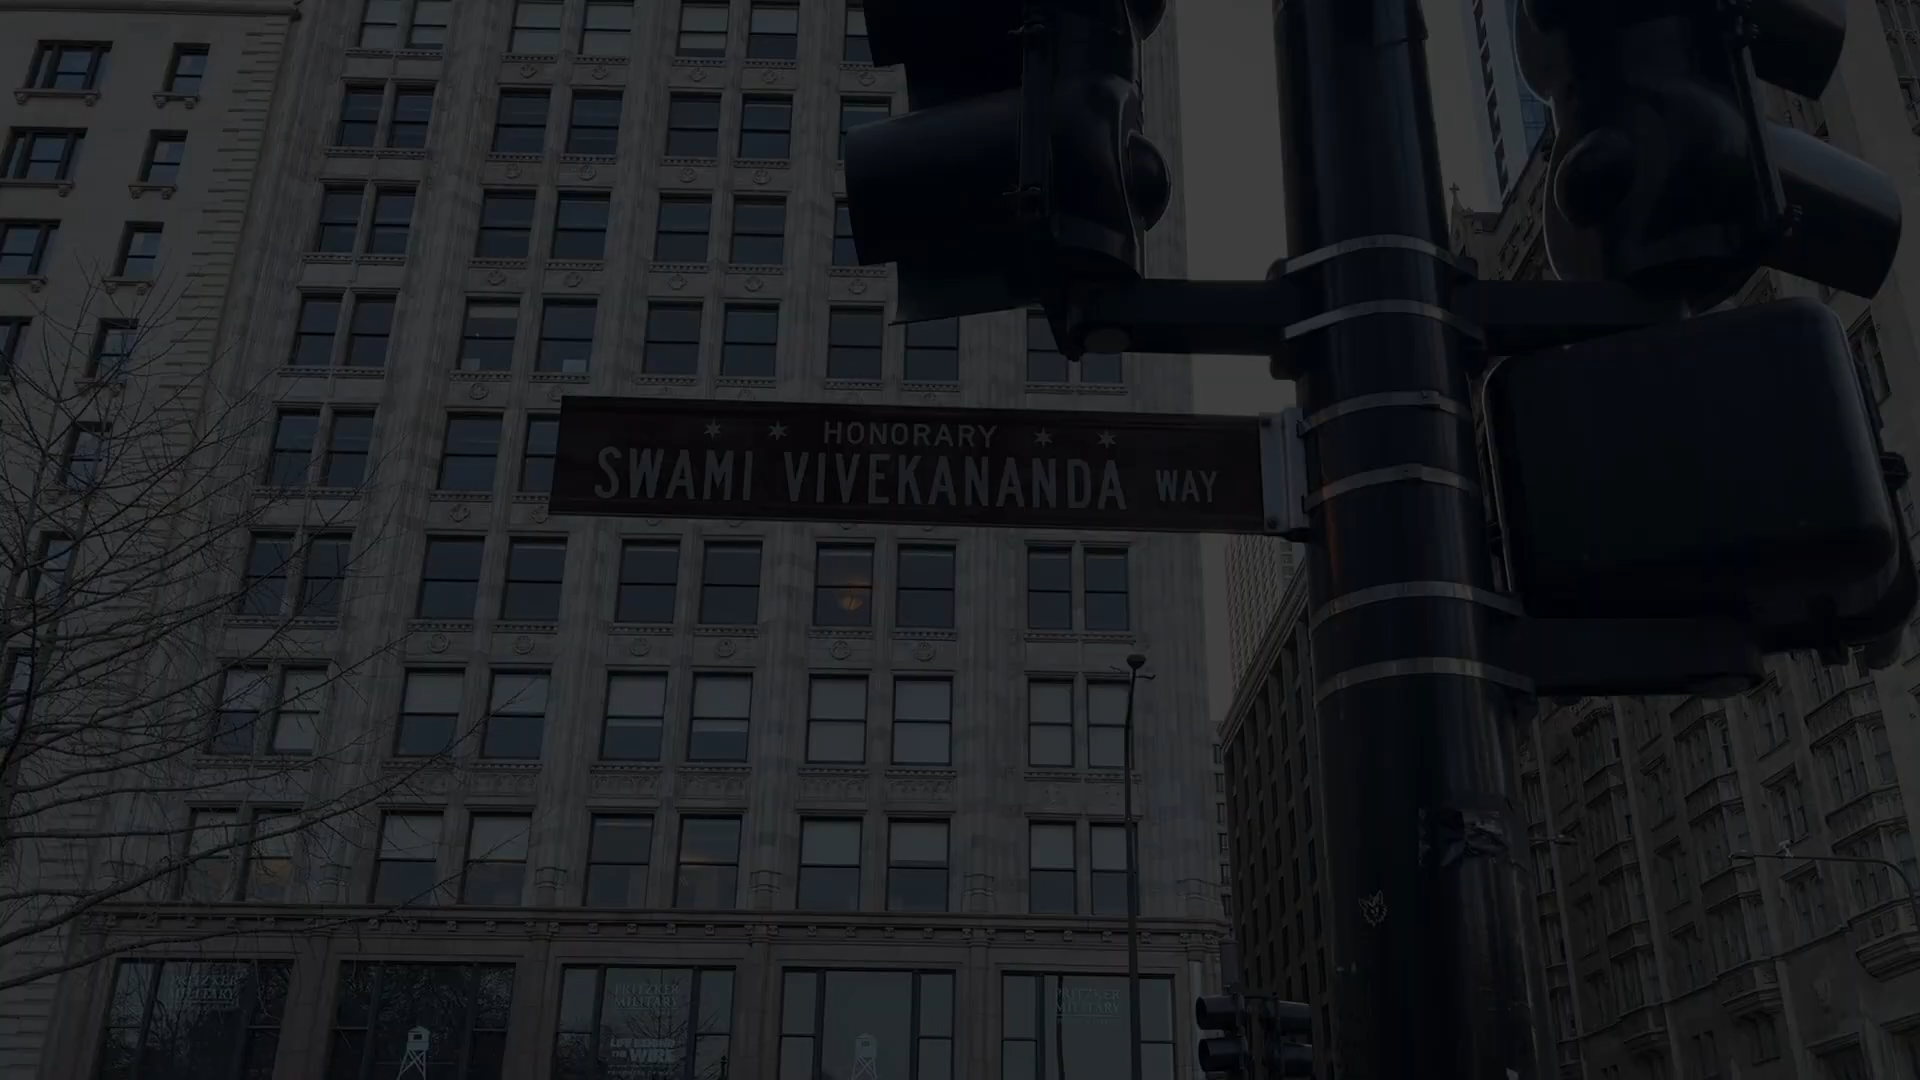 HONORARY
SWAMI VIVEKANANDA WAY
PRITZKER
MILITARY
PRITZKER
MILITARY
LIFE BEHIND
THE WIRE
PRITZKER
MILITARY